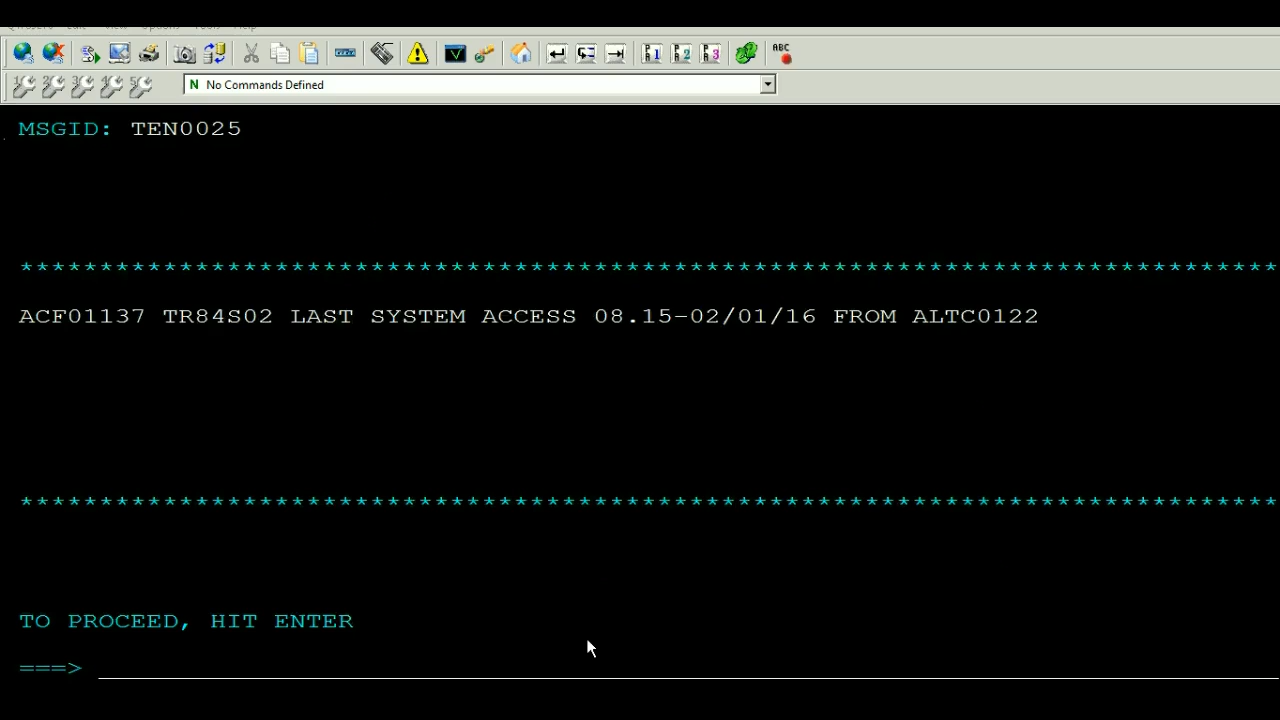 No Commands Defined
MSGID: TEN0025
********************************************************************************
ACF01137 TR84S02 LAST SYSTEM ACCESS 08.15-02/01/16 FROM ALTC0122
********************************************************************************
TO PROCEED, HIT ENTER
===>